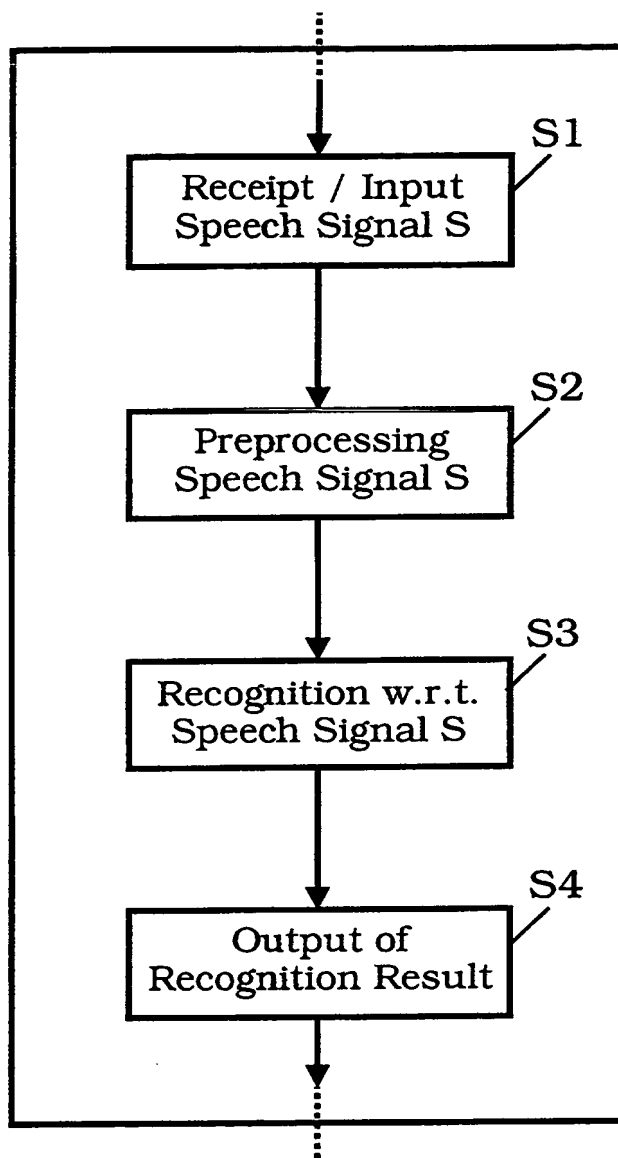 S1
Receipt / Input
Speech Signal S
S2
Preprocessing
Speech Signal S
S3
Recognition w.r.t.
Speech Signal S
S4
Output of
Recognition Result